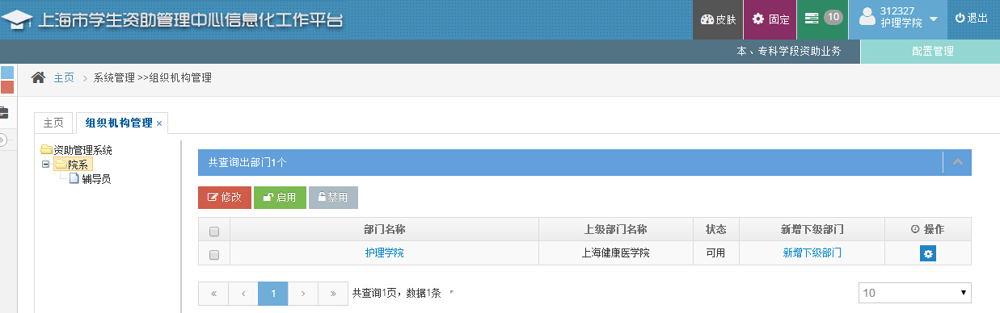 上海市学生资助管理中心信息化工作平台
皮肤
固定
10
312327
护理学院
退出
本、专科学段资助业务
配置管理
主页 > 系统管理 >>组织机构管理
主页
组织机构管理 ×
资助管理系统
院系
辅导员
共查询出部门1个
修改
启用
禁用
部门名称 上级部门名称 状态 新增下级部门 操作
护理学院 上海健康医学院 可用 新增下级部门
« ‹ 1 › » 共查询1页，数据1条
10